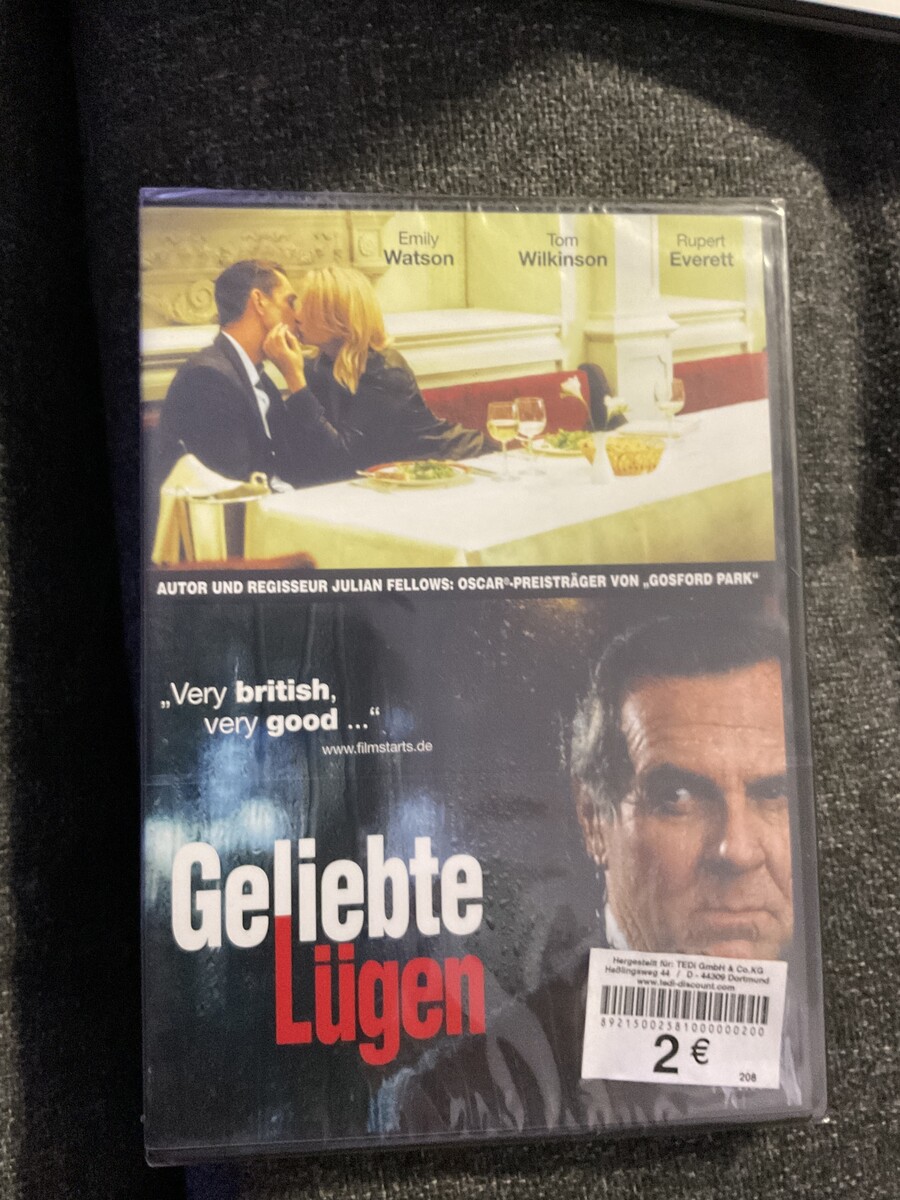 Emily Watson
Tom Wilkinson
Rupert Everett
AUTOR UND REGISSEUR JULIAN FELLOWS: OSCAR®-PREISTRÄGER VON „GOSFORD PARK“
„Very british,
very good ...“
www.filmstarts.de
Geliebte
Lügen
Hergestellt für: TEDi GmbH & Co.KG
Haßlingsweg 44 / D - 44309 Dortmund
www.tedi-discount.com
89215002581000000200
2 €
208